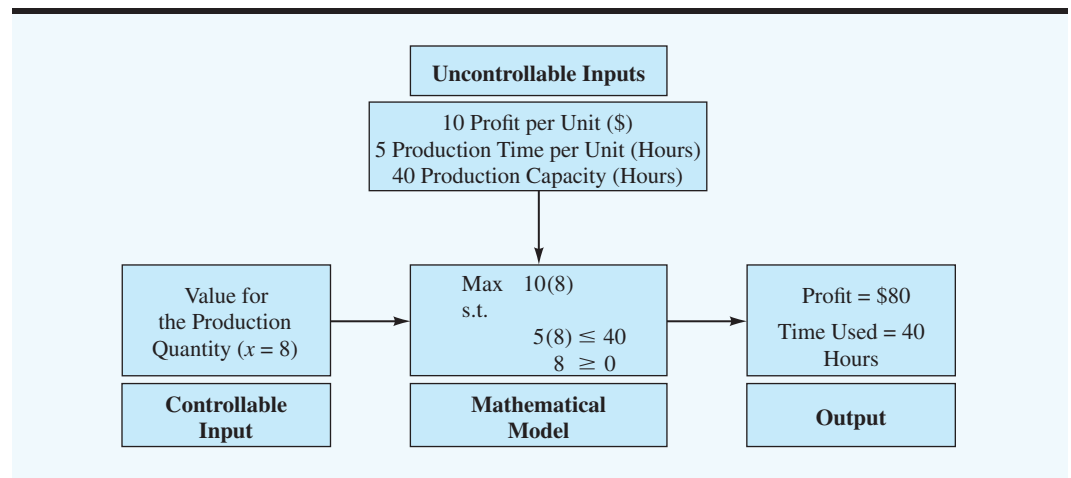 Uncontrollable Inputs
10 Profit per Unit ($)
5 Production Time per Unit (Hours)
40 Production Capacity (Hours)
Value for
the Production
Quantity (x = 8)
Max 10(8)
s.t.
5(8) ≤ 40
8 ≥ 0
Profit = $80
Time Used = 40
Hours
Controllable
Input
Mathematical
Model
Output